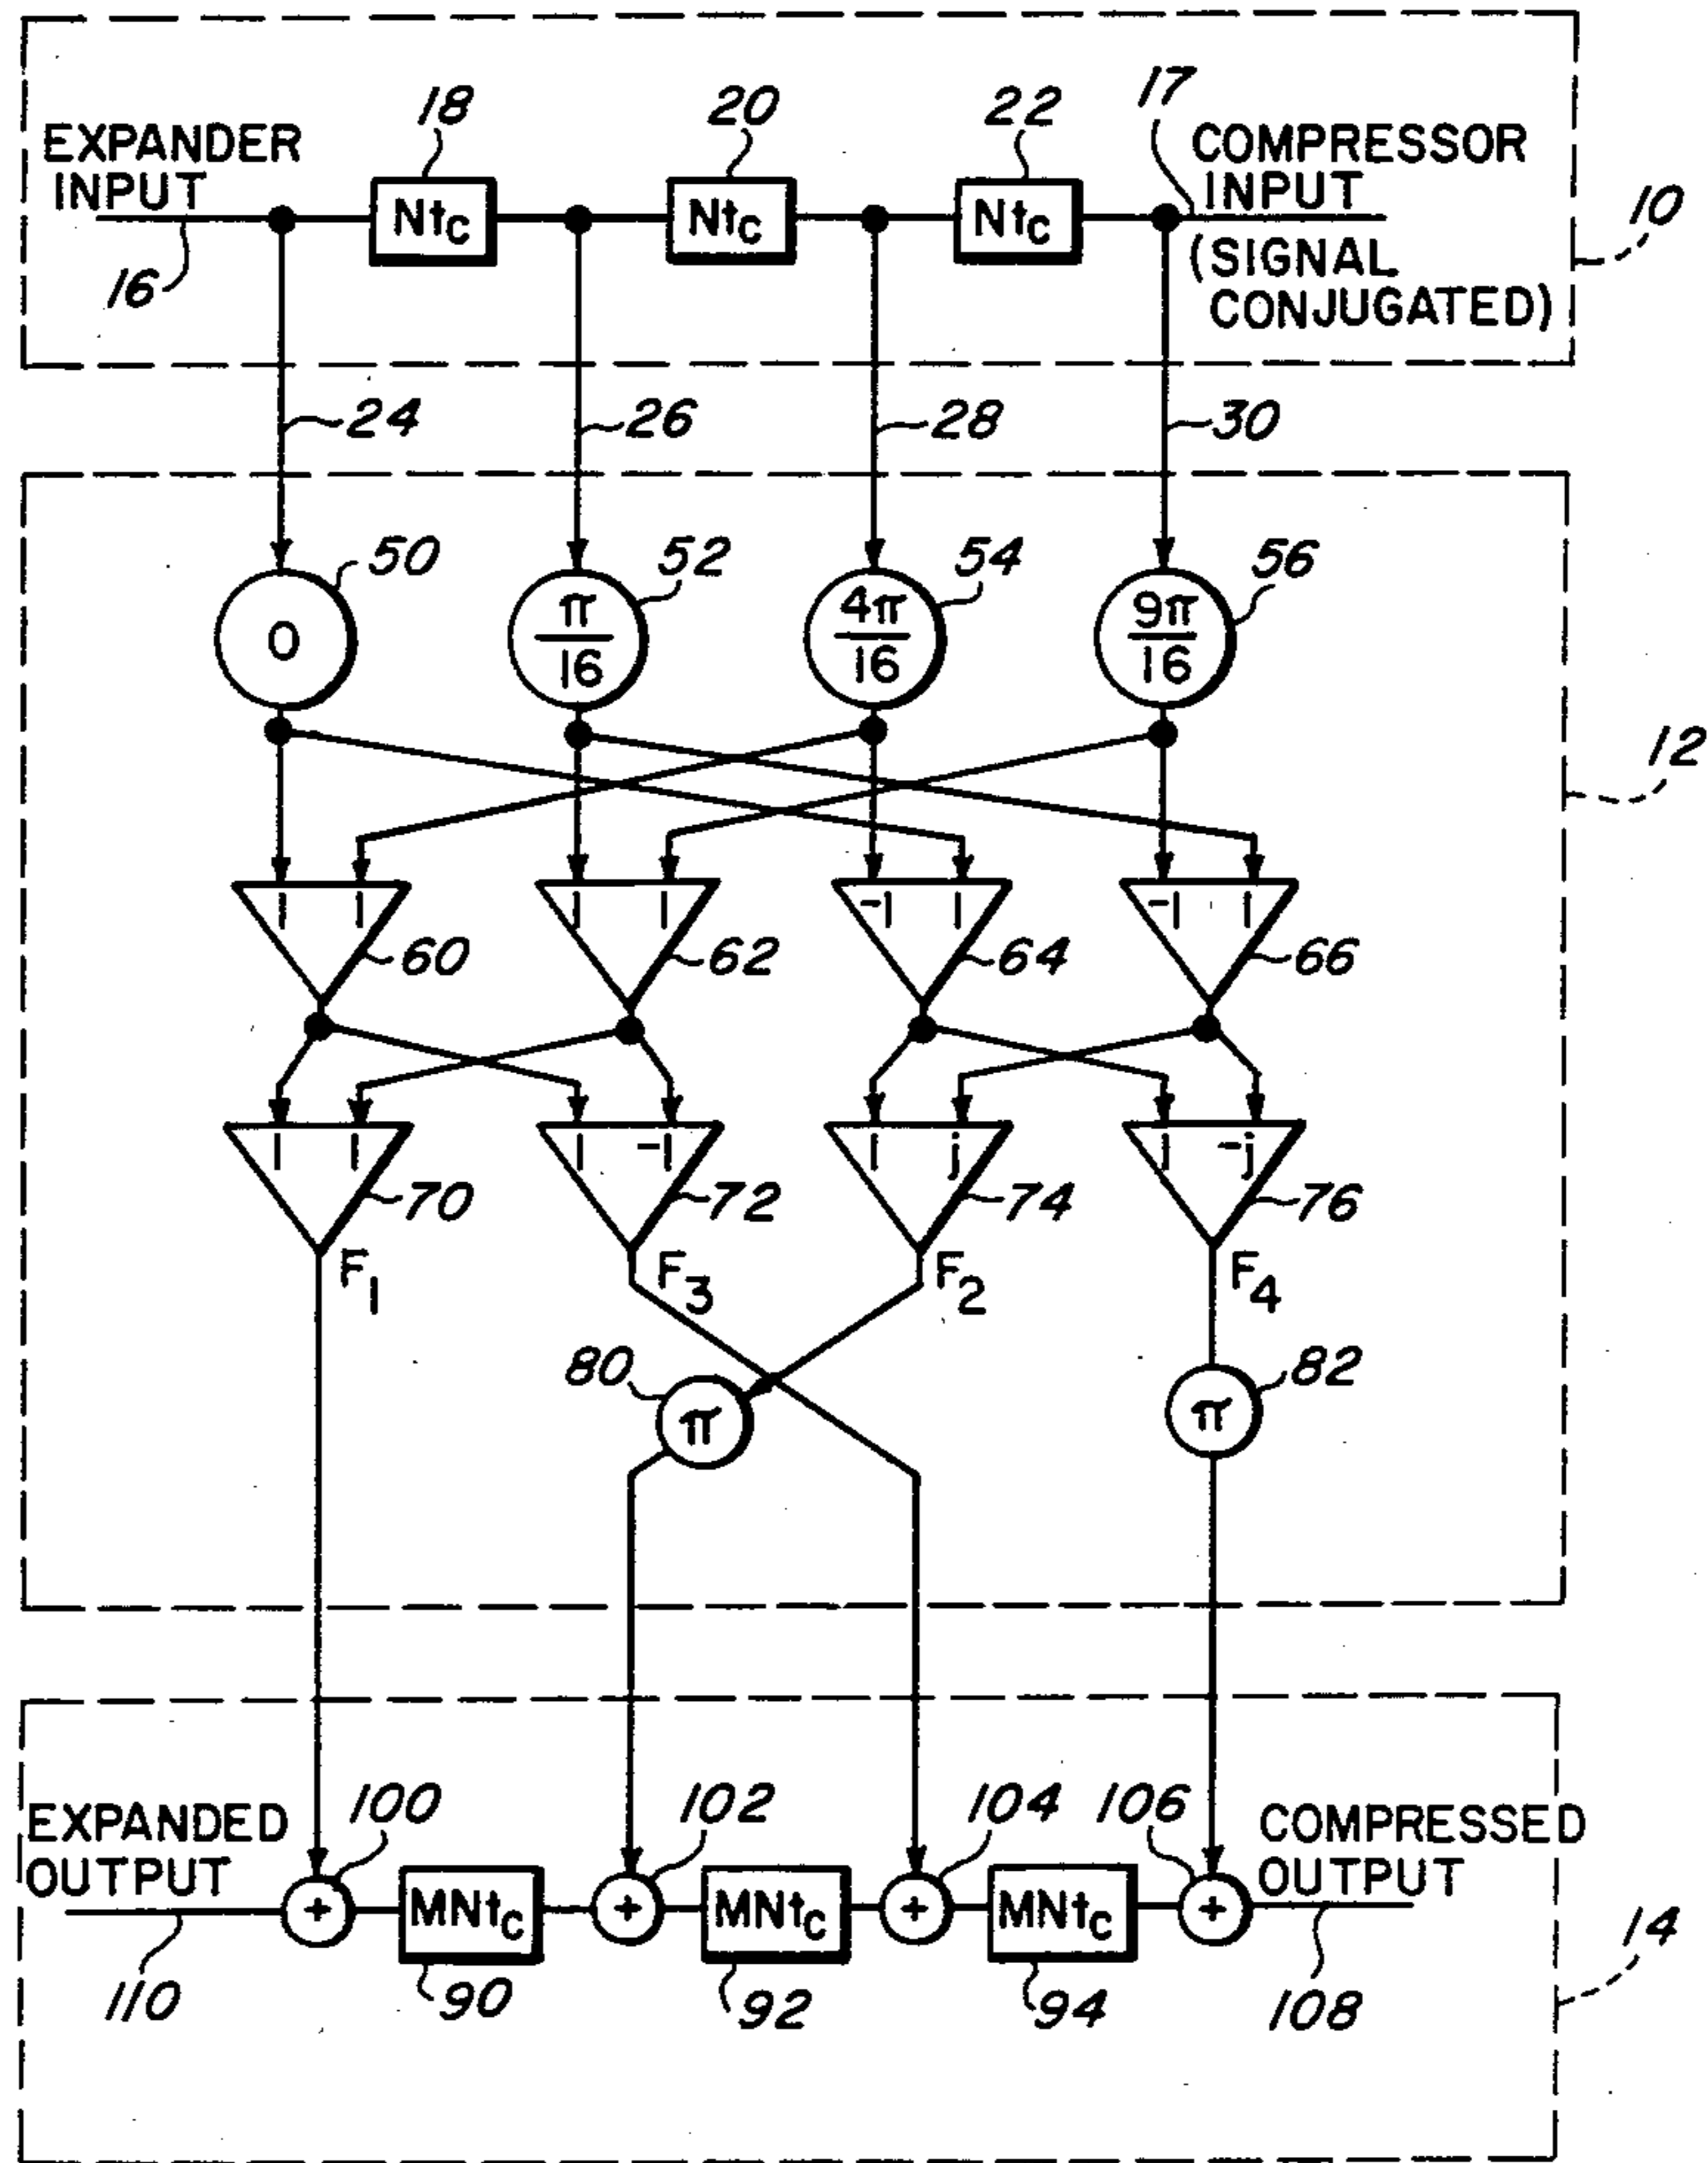 18 20 22 17
EXPANDER
INPUT
COMPRESSOR
INPUT
Ntc Ntc Ntc
10
16
(SIGNAL
CONJUGATED)
24 26 28 30
50 52 54 56
0 π/16 4π/16 9π/16
12
1 1 1 1 -1 1 -1 1
60 62 64 66
1 1 1 -1 1 j 1 -j
70 72 74 76
F1 F3 F2 F4
80 82
π π
100 102 104 106
EXPANDED
OUTPUT
COMPRESSED
OUTPUT
+ MNtc + MNtc + MNtc +
14
110 90 92 94 108